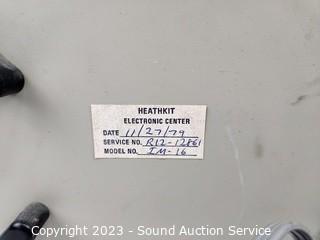 HEATHKIT
ELECTRONIC CENTER
DATE 11/27/79
SERVICE NO. R12-12861
MODEL NO. IM-16
Copyright © 2023 - Sound Auction Service